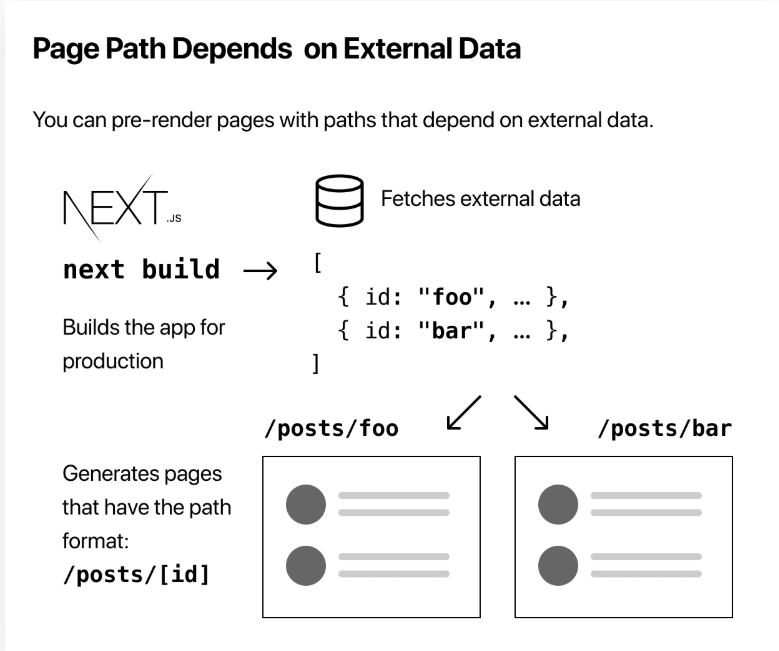 Page Path Depends on External Data
You can pre-render pages with paths that depend on external data.
NEXT.JS
Fetches external data
next build
[
{ id: "foo", … },
{ id: "bar", … },
]
Builds the app for
production
/posts/foo
/posts/bar
Generates pages
that have the path
format:
/posts/[id]